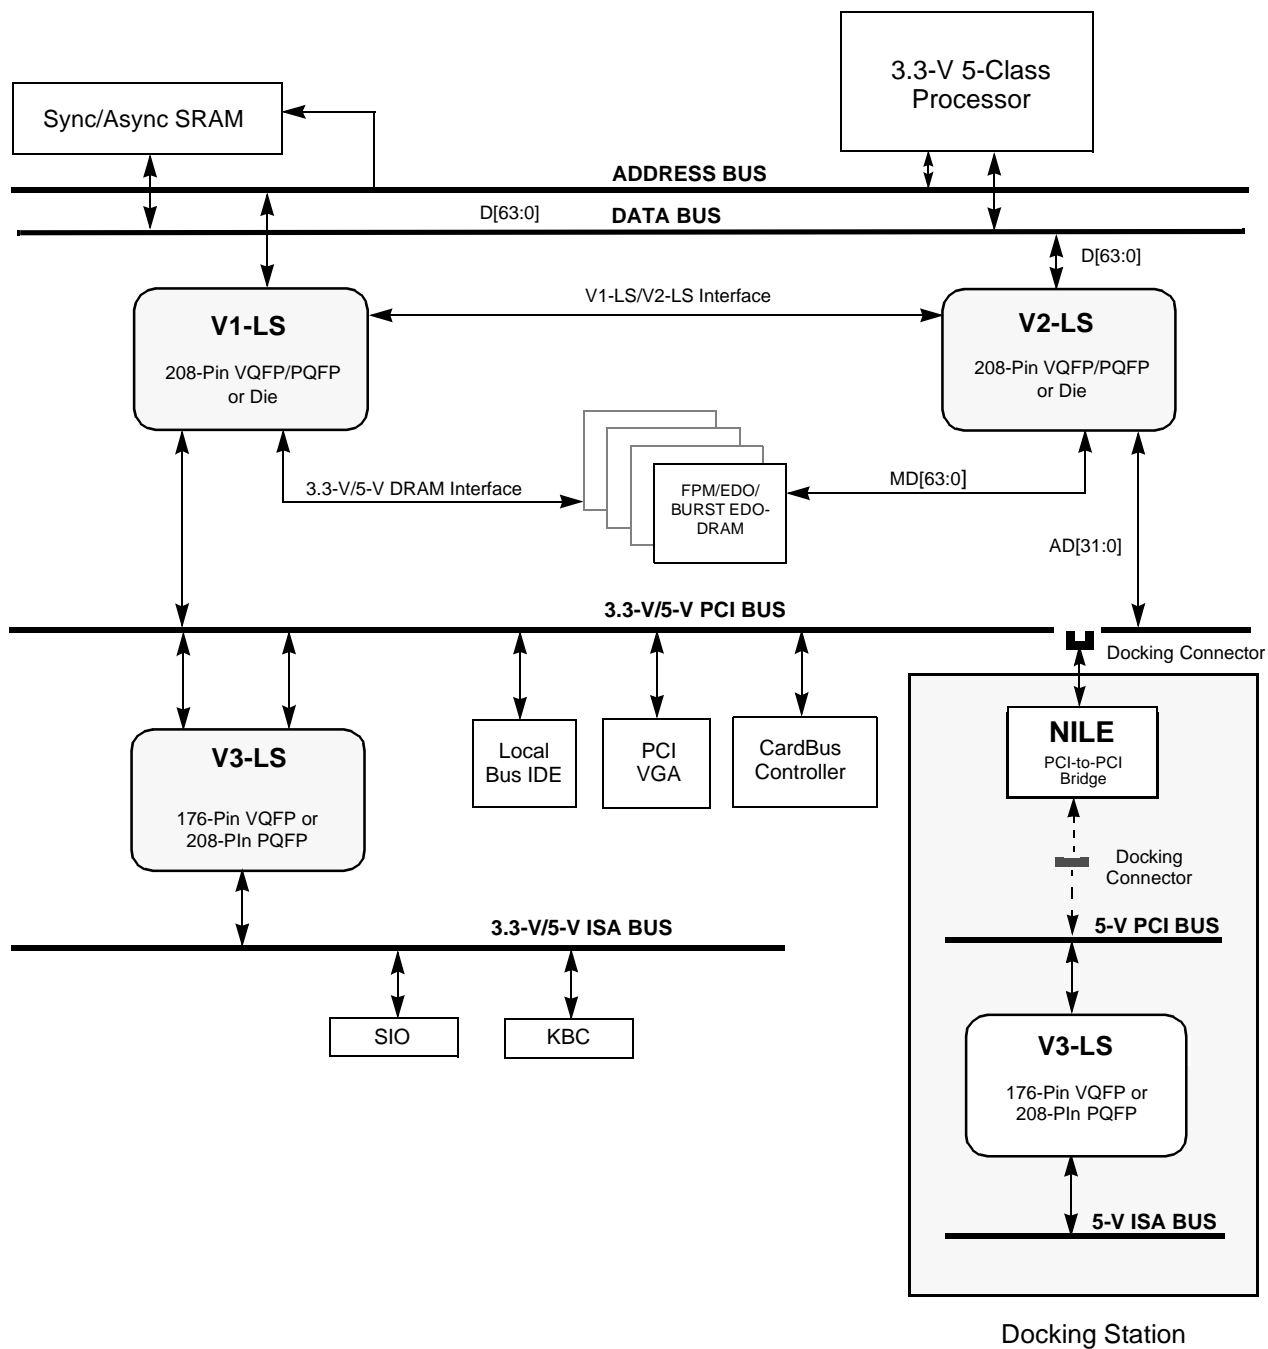 3.3-V 5-Class
Processor
Sync/Async SRAM
ADDRESS BUS
D[63:0]
DATA BUS
D[63:0]
V1-LS/V2-LS Interface
V1-LS
208-Pin VQFP/PQFP
or Die
V2-LS
208-Pin VQFP/PQFP
or Die
3.3-V/5-V DRAM Interface
FPM/EDO/
BURST EDO-
DRAM
MD[63:0]
AD[31:0]
3.3-V/5-V PCI BUS
Docking Connector
V3-LS
176-Pin VQFP or
208-PIn PQFP
Local
Bus IDE
PCI
VGA
CardBus
Controller
NILE
PCI-to-PCI
Bridge
Docking
Connector
3.3-V/5-V ISA BUS
5-V PCI BUS
SIO
KBC
V3-LS
176-Pin VQFP or
208-PIn PQFP
5-V ISA BUS
Docking Station